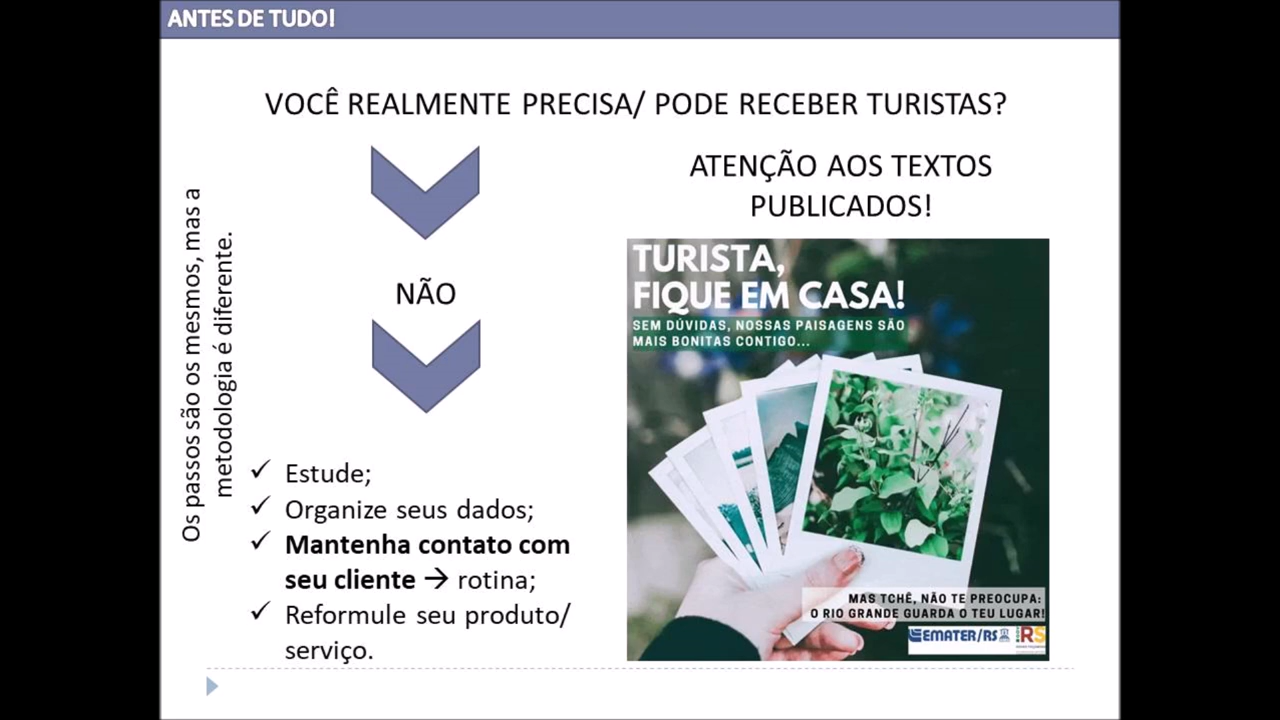 ANTES DE TUDO!
VOCÊ REALMENTE PRECISA/ PODE RECEBER TURISTAS?
Os passos são os mesmos, mas a
metodologia é diferente.
NÃO
Estude;
Organize seus dados;
Mantenha contato com
seu cliente → rotina;
Reformule seu produto/
serviço.
ATENÇÃO AOS TEXTOS
PUBLICADOS!
TURISTA,
FIQUE EM CASA!
SEM DÚVIDAS, NOSSAS PAISAGENS SÃO
MAIS BONITAS CONTIGO...
MAS TCHÊ, NÃO TE PREOCUPA:
O RIO GRANDE GUARDA O TEU LUGAR!
EMATER/RS
RS